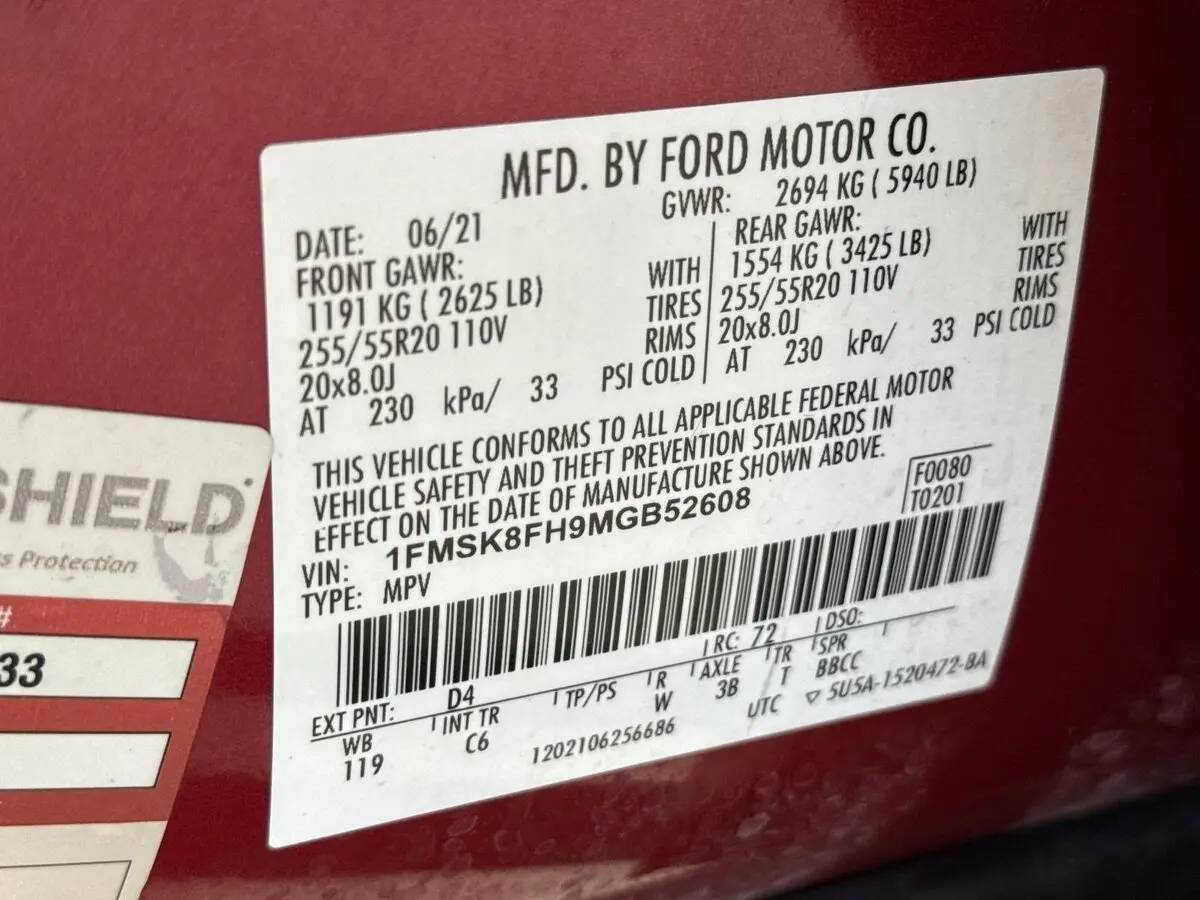 MFD. BY FORD MOTOR CO.
DATE: 06/21 GVWR: 2694 KG ( 5940 LB)
FRONT GAWR: REAR GAWR:
1191 KG ( 2625 LB) WITH 1554 KG ( 3425 LB) WITH
255/55R20 110V TIRES 255/55R20 110V TIRES
20x8.0J RIMS 20x8.0J RIMS
AT 230 kPa/ 33 PSI COLD AT 230 kPa/ 33 PSI COLD
THIS VEHICLE CONFORMS TO ALL APPLICABLE FEDERAL MOTOR
VEHICLE SAFETY AND THEFT PREVENTION STANDARDS IN
EFFECT ON THE DATE OF MANUFACTURE SHOWN ABOVE.
F0080
T0201
VIN: 1FMSK8FH9MGB52608
TYPE: MPV
EXT PNT: D4 RC: 72 DSO:
WB INT TR TP/PS R AXLE TR SPR
119 C6 W 3B T BBCC
1202106256686 UTC ▽ 5U5A-1520472-BA
SHIELD
s Protection
#
33